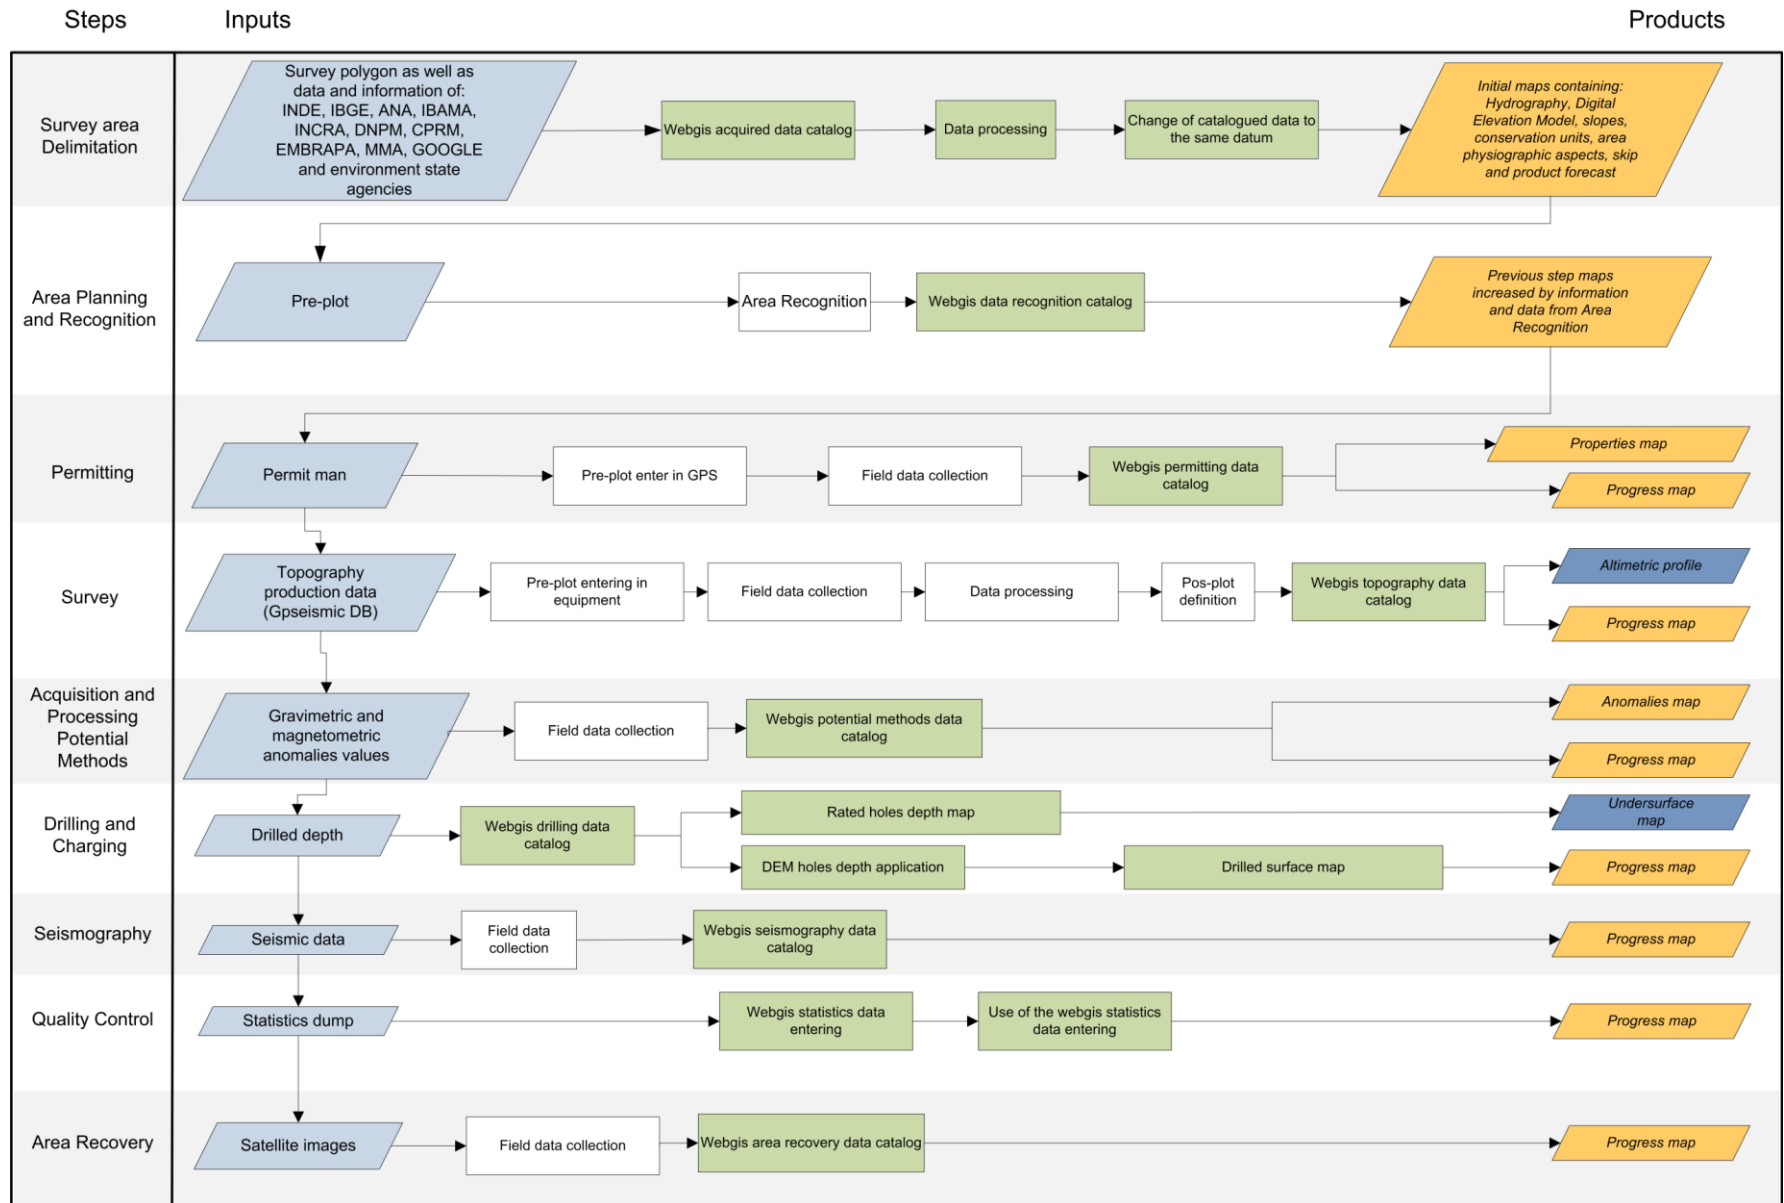 Steps
Inputs
Products
Survey area
Delimitation
Survey polygon as well as
data and information of:
INDE, IBGE, ANA, IBAMA,
INCRA, DNPM, CPRM,
EMBRAPA, MMA, GOOGLE
and environment state
agencies
Webgis acquired data catalog
Data processing
Change of catalogued data to
the same datum
Initial maps containing:
Hydrography, Digital
Elevation Model, slopes,
conservation units, area
physiographic aspects, skip
and product forecast
Area Planning
and Recognition
Pre-plot
Area Recognition
Webgis data recognition catalog
Previous step maps
increased by information
and data from Area
Recognition
Permitting
Permit man
Pre-plot enter in GPS
Field data collection
Webgis permitting data
catalog
Properties map
Progress map
Survey
Topography
production data
(Gpseismic DB)
Pre-plot entering in
equipment
Field data collection
Data processing
Pos-plot
definition
Webgis topography data
catalog
Altimetric profile
Progress map
Acquisition and
Processing
Potential
Methods
Gravimetric and
magnetometric
anomalies values
Field data collection
Webgis potential methods data
catalog
Anomalies map
Progress map
Drilling and
Charging
Drilled depth
Webgis drilling data
catalog
Rated holes depth map
Undersurface
map
DEM holes depth application
Drilled surface map
Progress map
Seismography
Seismic data
Field data
collection
Webgis seismography data
catalog
Progress map
Quality Control
Statistics dump
Webgis statistics data
entering
Use of the webgis statistics
data entering
Progress map
Area Recovery
Satellite images
Field data collection
Webgis area recovery data catalog
Progress map